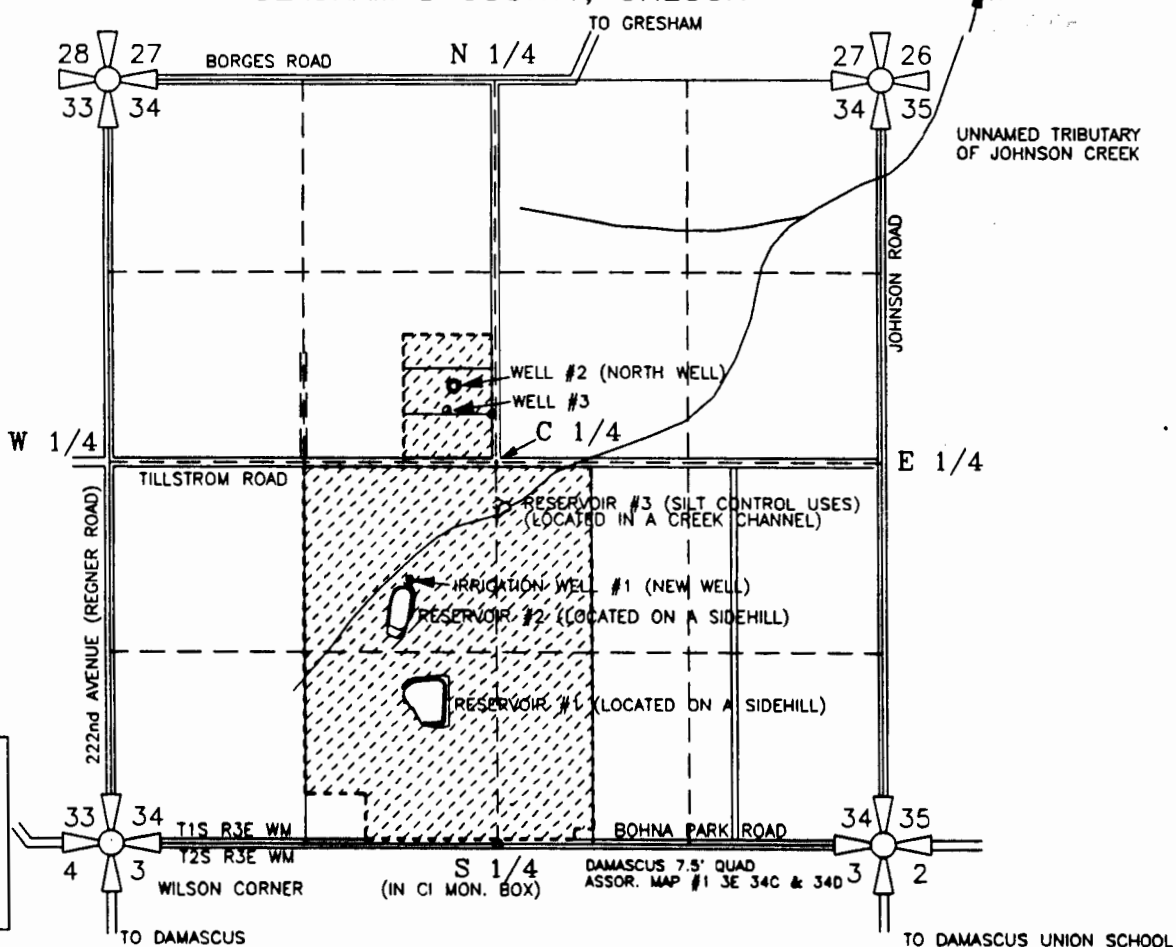 TO GRESHAM
28 27
BORGES ROAD
N 1/4
27 26
33 34
34 35
UNNAMED TRIBUTARY
OF JOHNSON CREEK
JOHNSON ROAD
WELL #2 (NORTH WELL)
WELL #3
W 1/4
C 1/4
E 1/4
TILLSTROM ROAD
RESERVOIR #3 (SILT CONTROL USES)
(LOCATED IN A CREEK CHANNEL)
222nd AVENUE (REGNER ROAD)
IRRIGATION WELL #1 (NEW WELL)
RESERVOIR #2 (LOCATED ON A SIDEHILL)
RESERVOIR #1 (LOCATED ON A SIDEHILL)
33 34
T1S R3E WM
BOHNA PARK ROAD
34 35
T2S R3E WM
4 3
S 1/4
DAMASCUS 7.5' QUAD
3 2
WILSON CORNER
(IN CI MON. BOX)
ASSOR. MAP #1 3E 34C & 34D
TO DAMASCUS
TO DAMASCUS UNION SCHOOL